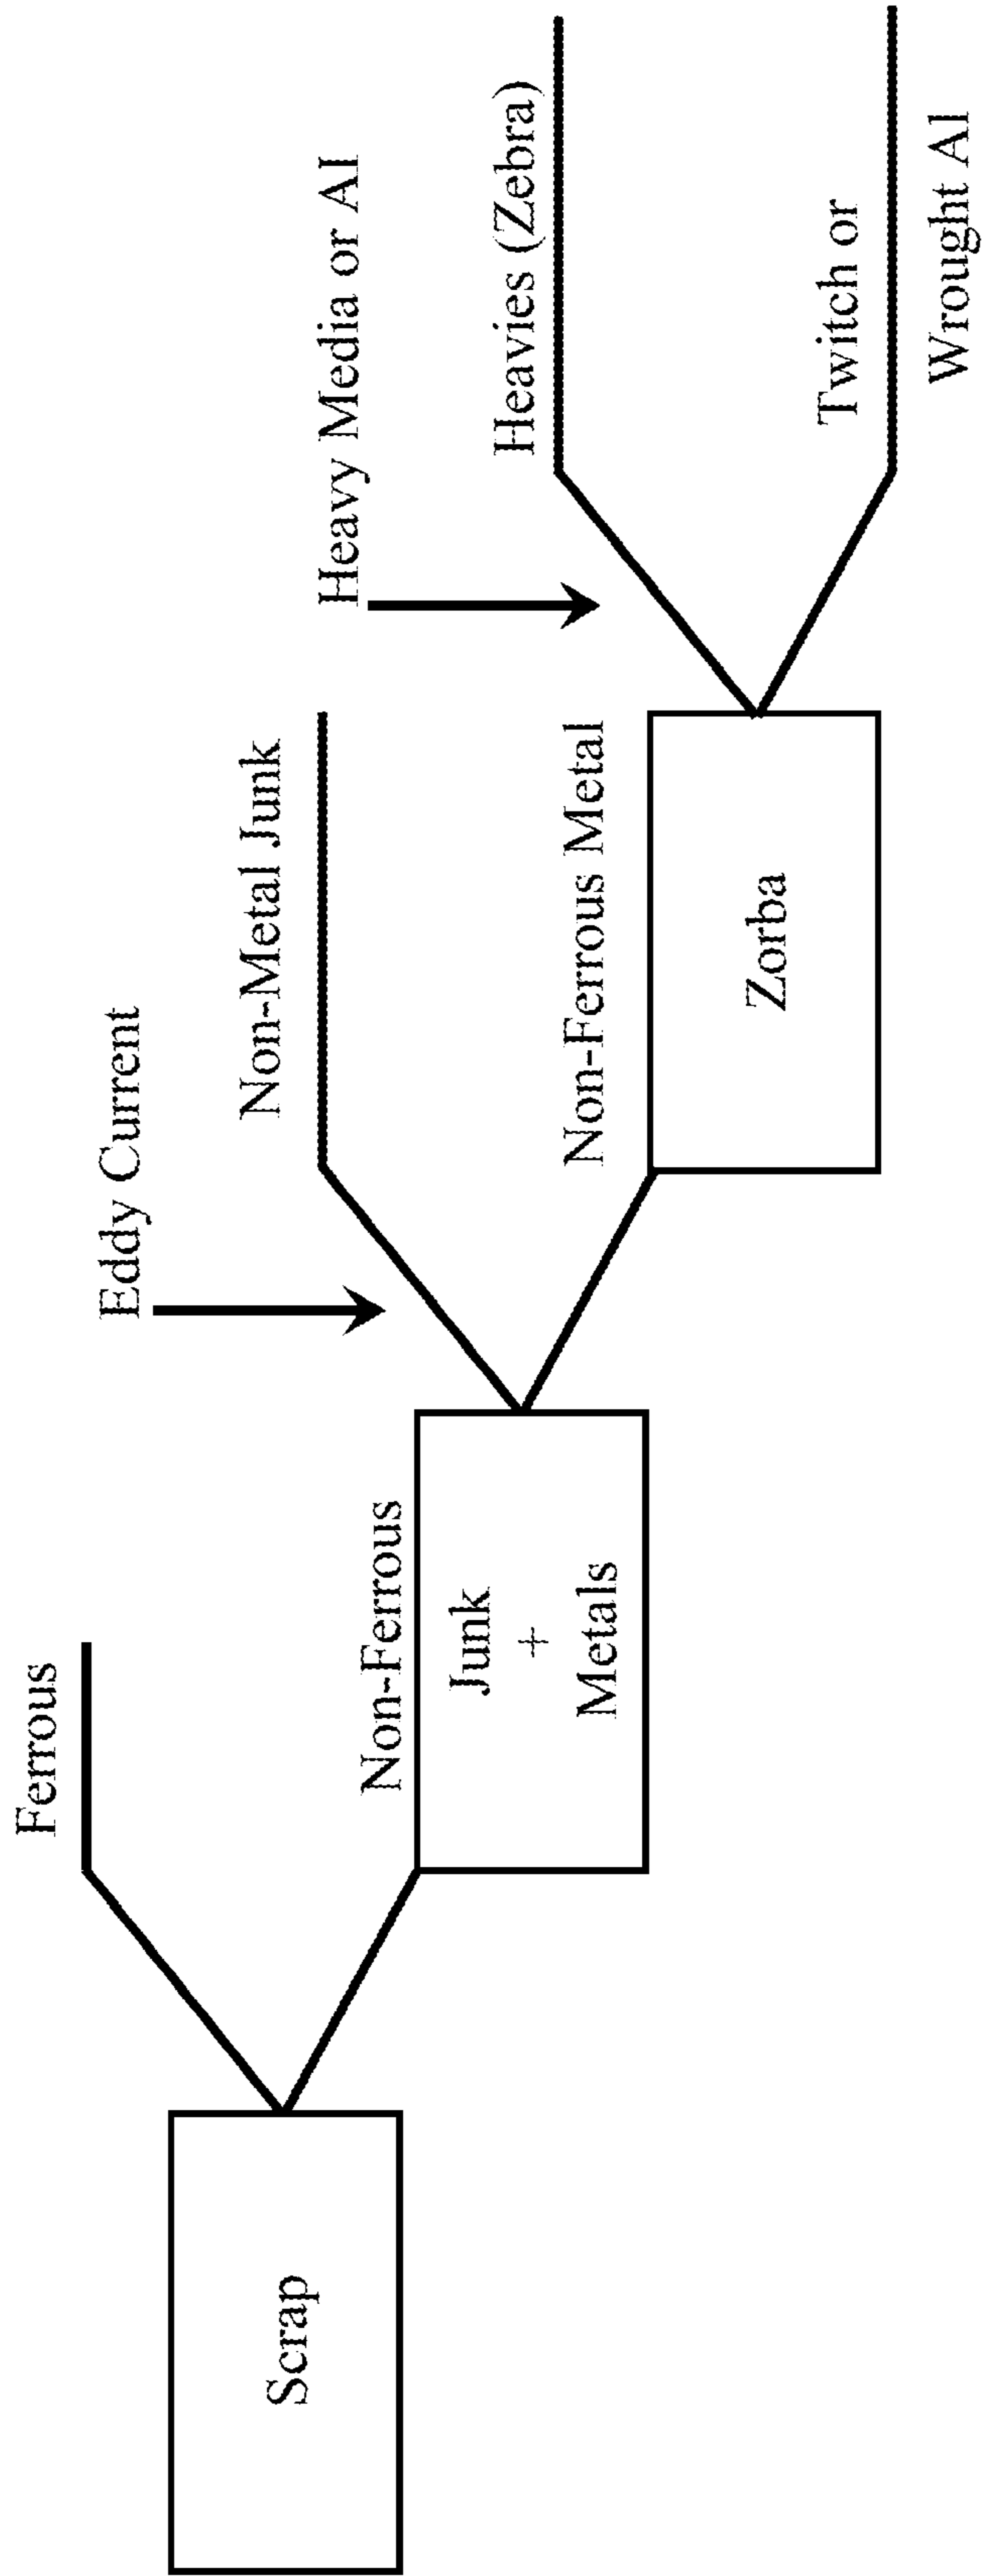 Scrap
Ferrous
Non-Ferrous
Junk
+
Metals
Eddy Current
Non-Metal Junk
Non-Ferrous Metal
Zorba
Heavy Media or AI
Heavies (Zebra)
Twitch or
Wrought Al